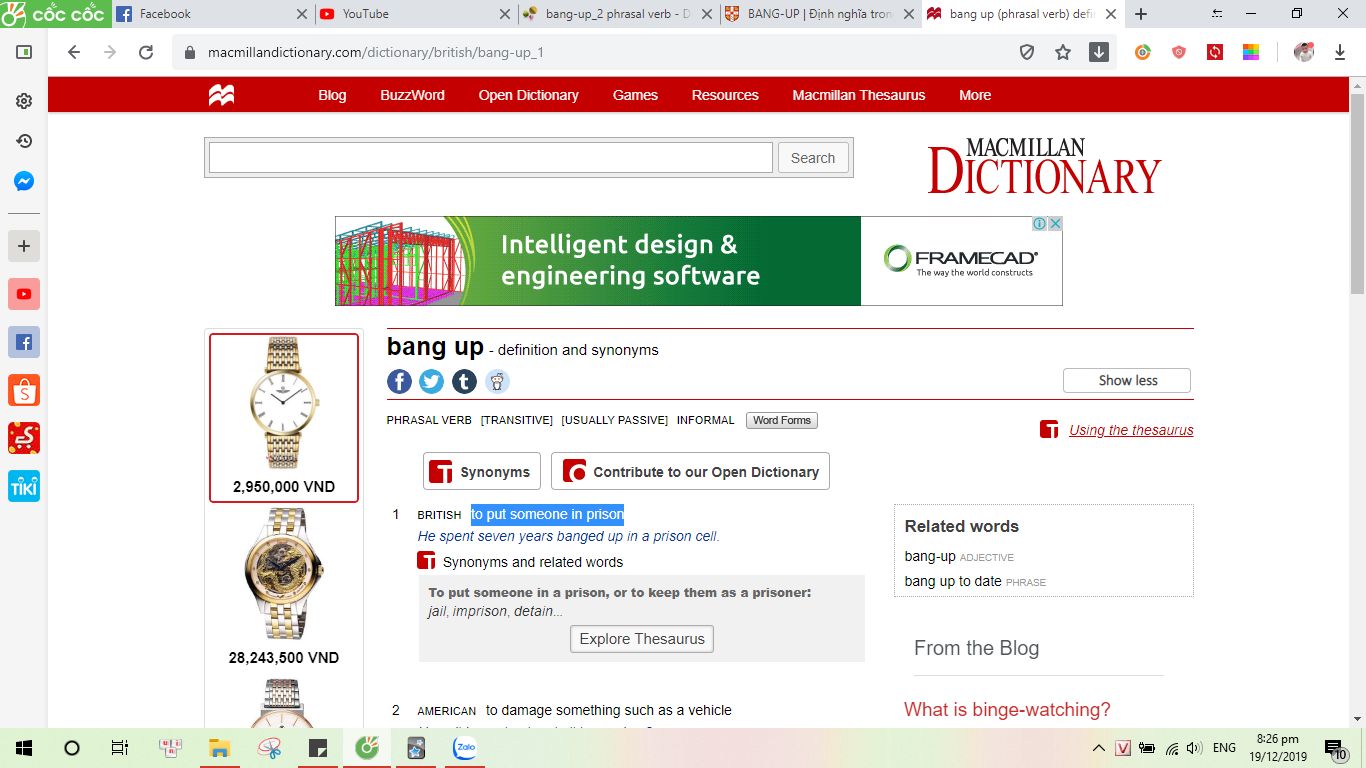 cốc cốc
Facebook
YouTube
bang-up_2 phrasal verb - D
BANG-UP | Định nghĩa tron
bang up (phrasal verb) defi
macmillandictionary.com/dictionary/british/bang-up_1
Blog BuzzWord Open Dictionary Games Resources Macmillan Thesaurus More
Search
MACMILLAN
DICTIONARY
Intelligent design &
engineering software
FRAMECAD®
The way the world constructs
bang up - definition and synonyms
Show less
PHRASAL VERB [TRANSITIVE] [USUALLY PASSIVE] INFORMAL Word Forms
Using the thesaurus
Synonyms
Contribute to our Open Dictionary
2,950,000 VND
28,243,500 VND
1 BRITISH to put someone in prison
He spent seven years banged up in a prison cell.
Synonyms and related words
To put someone in a prison, or to keep them as a prisoner:
jail, imprison, detain...
Explore Thesaurus
2 AMERICAN to damage something such as a vehicle
Related words
bang-up ADJECTIVE
bang up to date PHRASE
From the Blog
What is binge-watching?
TIKI
Zalo
ENG
8:26 pm
19/12/2019
10